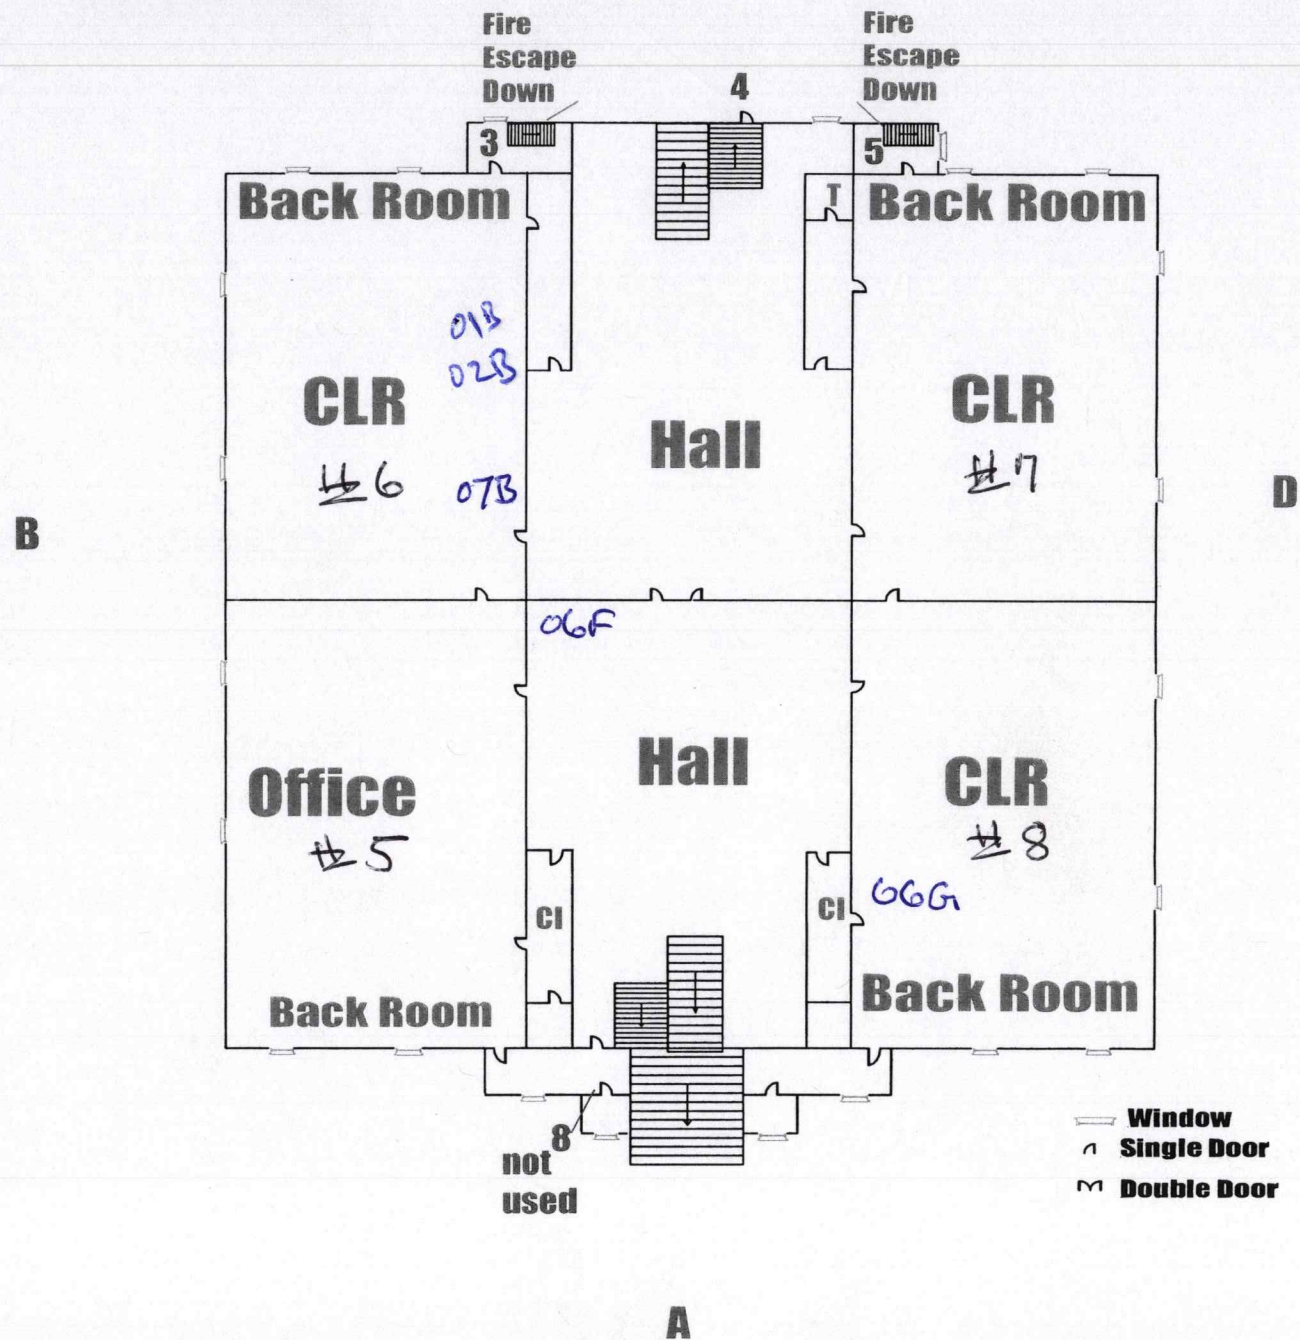 Fire
Escape
Down
Fire
Escape
Down
4
3
5
Back Room
T
Back Room
01B
02B
CLR
CLR
Hall
#6
07B
#7
B
D
06F
Hall
Office
CLR
#5
#8
Cl
Cl
06G
Back Room
Back Room
8
not
used
Window
Single Door
Double Door
A